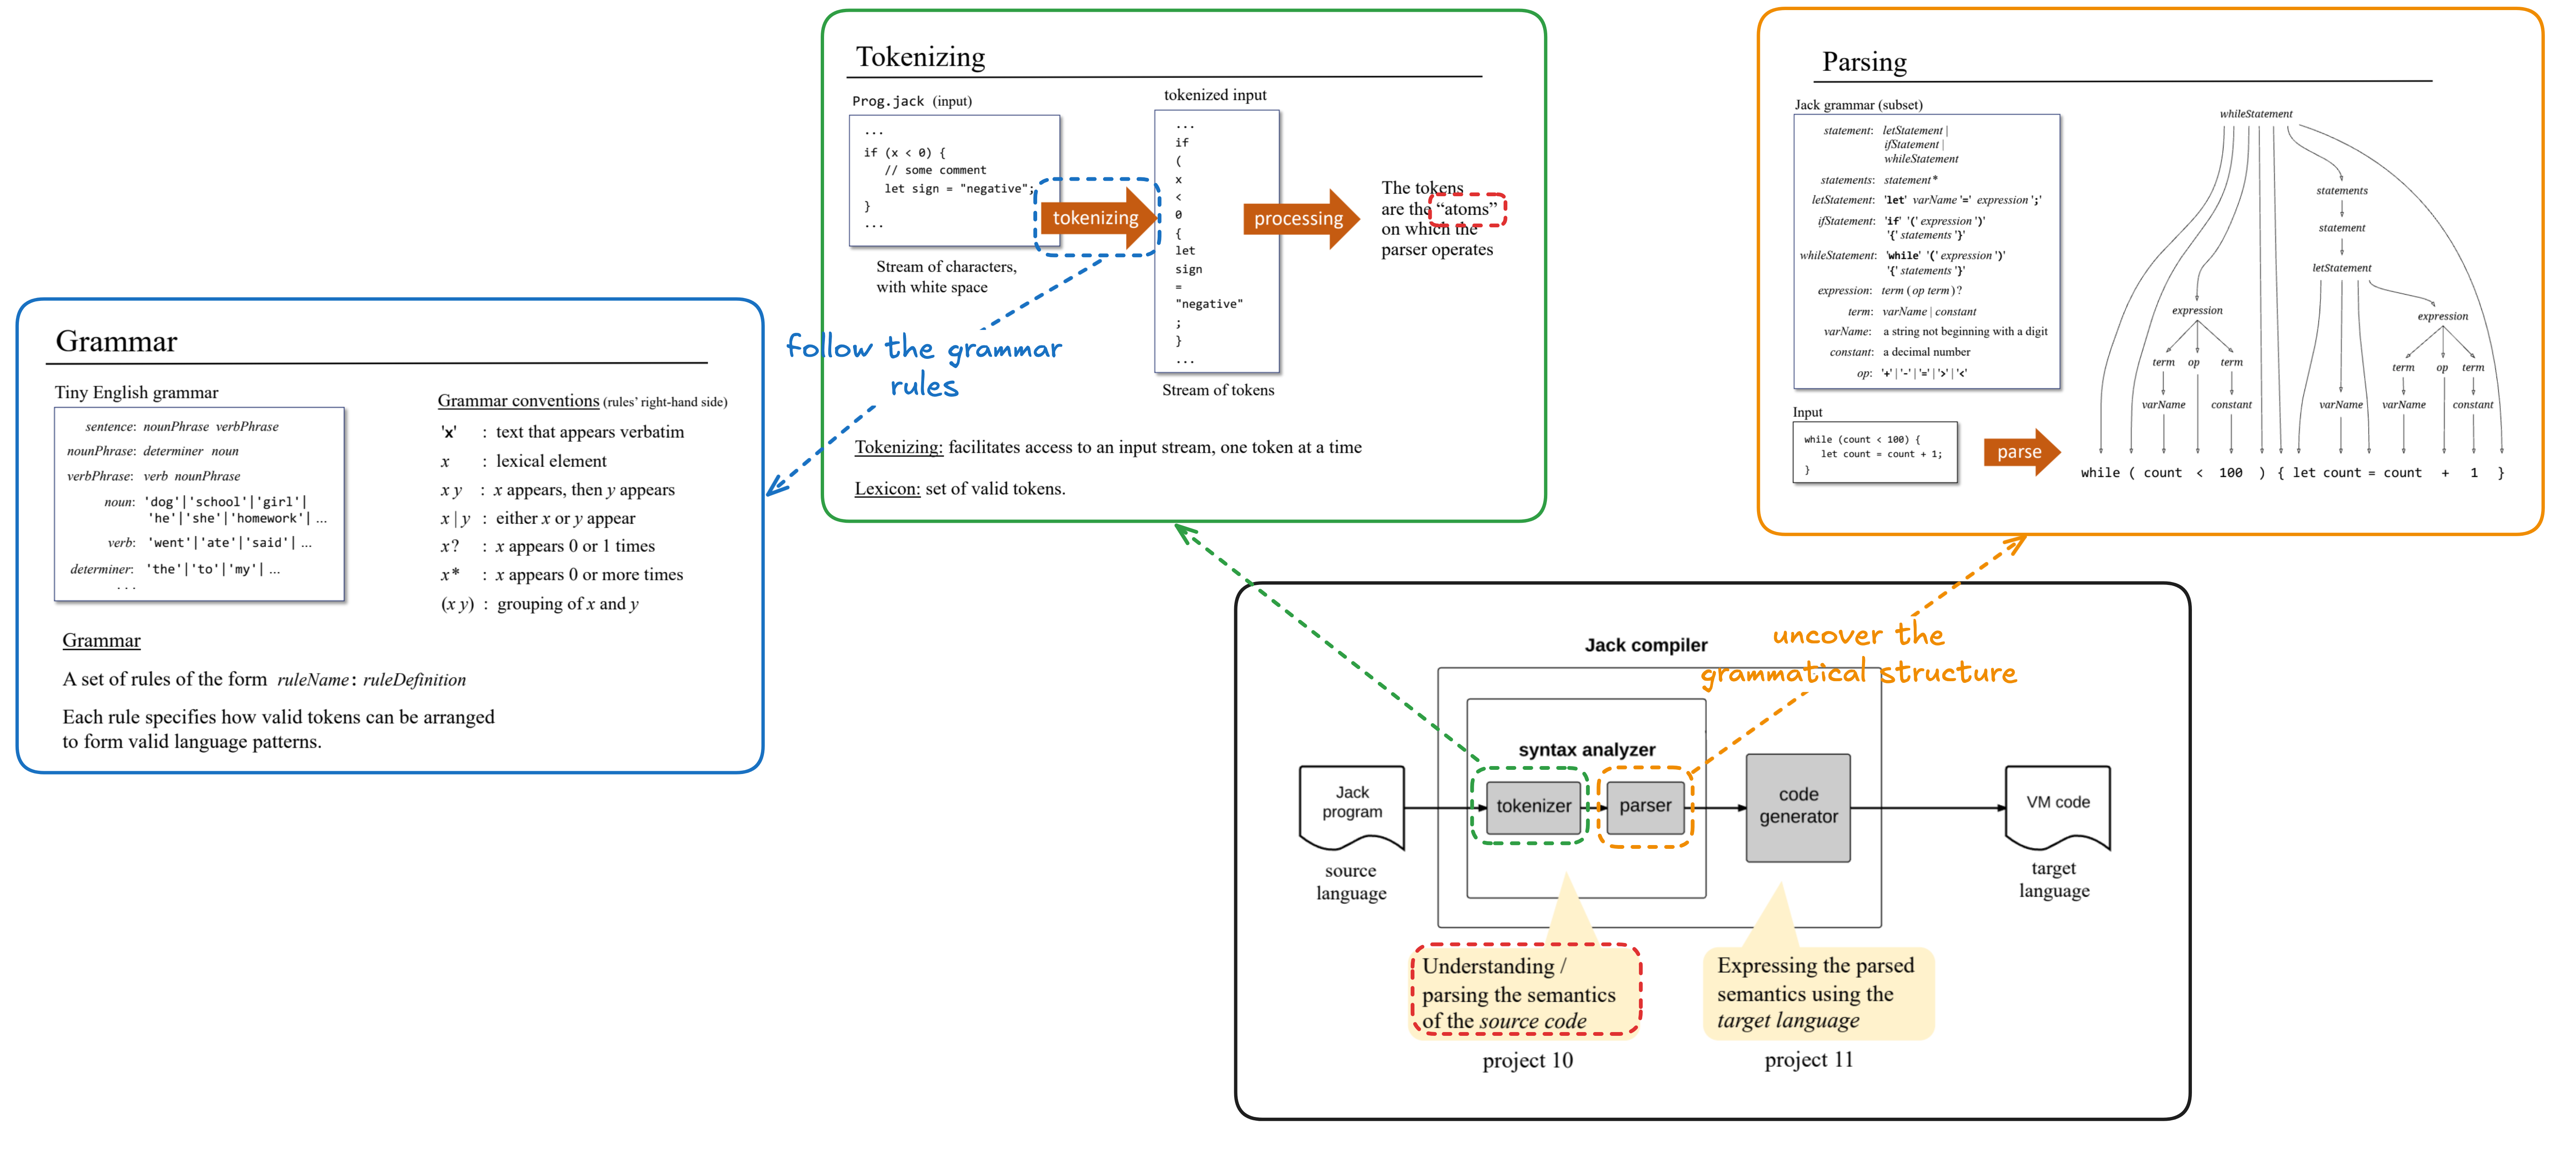 Grammar
Tiny English grammar
sentence: nounPhrase verbPhrase
nounPhrase: determiner noun
verbPhrase: verb nounPhrase
noun: 'dog'|'school'|'girl'|
'he'|'she'|'homework'| ...
verb: 'went'|'ate'|'said'| ...
determiner: 'the'|'to'|'my'| ...
. . .
Grammar conventions (rules' right-hand side)
'x' : text that appears verbatim
x : lexical element
x y : x appears, then y appears
x | y : either x or y appear
x? : x appears 0 or 1 times
x* : x appears 0 or more times
(x y) : grouping of x and y
Grammar
A set of rules of the form ruleName: ruleDefinition
Each rule specifies how valid tokens can be arranged
to form valid language patterns.
follow the grammar
rules
Tokenizing
Prog.jack (input)
...
if (x < 0) {
// some comment
let sign = "negative";
}
...
Stream of characters,
with white space
tokenizing
tokenized input
...
if
(
x
<
0
{
let
sign
=
"negative"
;
}
...
Stream of tokens
processing
The tokens
are the “atoms”
on which the
parser operates
Tokenizing: facilitates access to an input stream, one token at a time
Lexicon: set of valid tokens.
Parsing
Jack grammar (subset)
statement: letStatement |
ifStatement |
whileStatement
statements: statement*
letStatement: 'let' varName '=' expression ';'
ifStatement: 'if' '(' expression ')'
'{' statements '}'
whileStatement: 'while' '(' expression ')'
'{' statements '}'
expression: term (op term)?
term: varName | constant
varName: a string not beginning with a digit
constant: a decimal number
op: '+' | '-' | '=' | '>' | '<'
Input
while (count < 100) {
let count = count + 1;
}
parse
whileStatement
statements
statement
letStatement
expression
expression
term op term
term op term
varName constant varName varName constant
while ( count < 100 ) { let count = count + 1 }
uncover the
grammatical structure
Jack compiler
syntax analyzer
Jack
program
tokenizer
parser
code
generator
VM code
source
language
target
language
Understanding /
parsing the semantics
of the source code
project 10
Expressing the parsed
semantics using the
target language
project 11